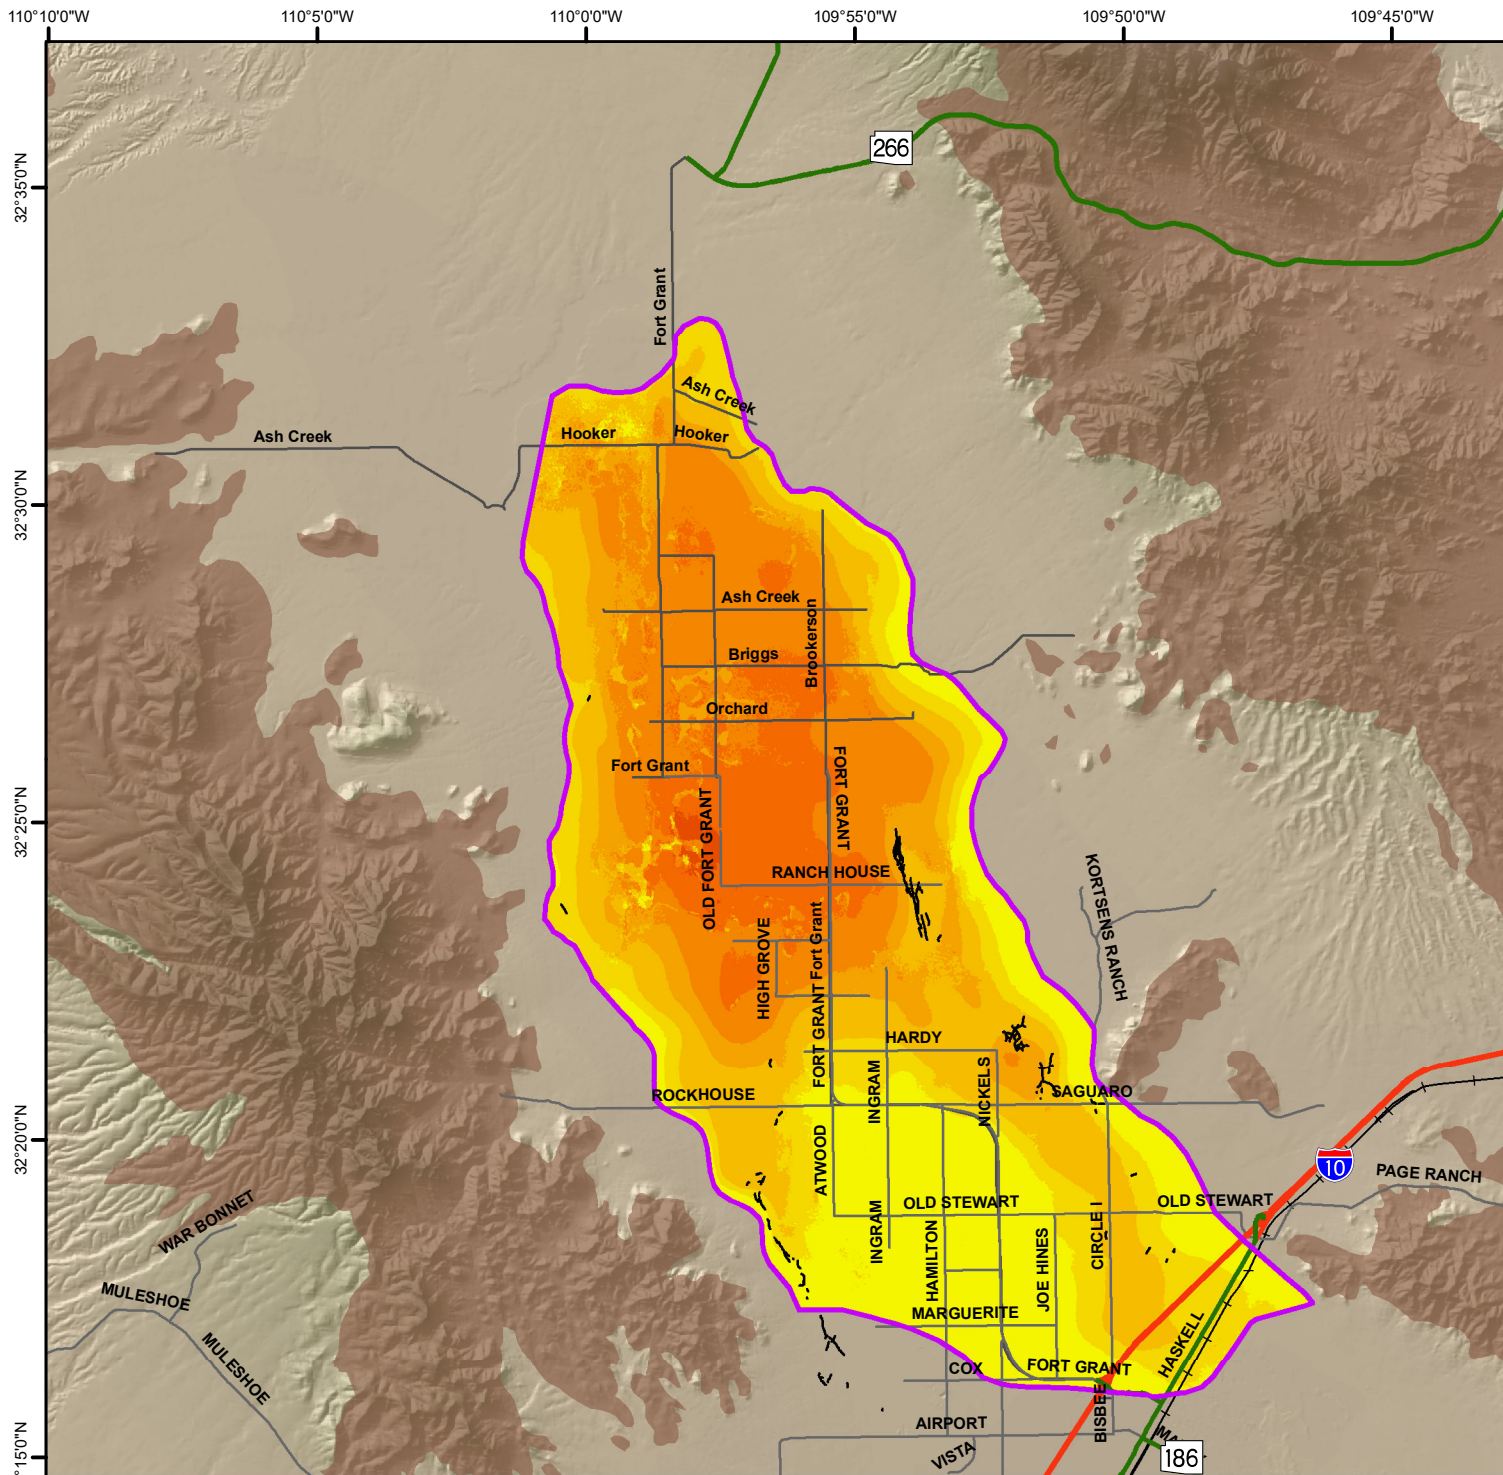 110°10'0"W
110°5'0"W
110°0'0"W
109°55'0"W
109°50'0"W
109°45'0"W
266
32°35'0"N
Fort Grant
Ash Creek
Ash Creek
Hooker
Hooker
32°30'0"N
Ash Creek
Brookerson
Briggs
Orchard
Fort Grant
FORT GRANT
OLD FORT GRANT
32°25'0"N
RANCH HOUSE
KORTSENS RANCH
HIGH GROVE
Fort Grant
FORT GRANT
HARDY
INGRAM
NICKELS
SAGUARO
ROCKHOUSE
32°20'0"N
ATWOOD
10
PAGE RANCH
OLD STEWART
OLD STEWART
WAR BONNET
INGRAM
HAMILTON
JOE HINES
CIRCLE I
MULESHOE
MARGUERITE
HASKELL
MULESHOE
COX
FORT GRANT
BISBEE
AIRPORT
VISTA
MA
186
°15'0"N